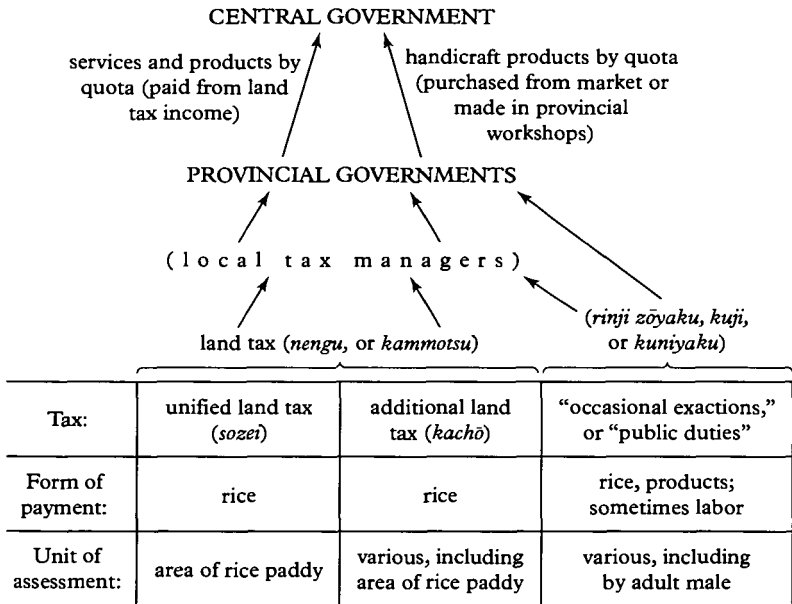 CENTRAL GOVERNMENT
services and products by
quota (paid from land
tax income)
handicraft products by quota
(purchased from market or
made in provincial
workshops)
PROVINCIAL GOVERNMENTS
(local tax managers)
land tax (nengu, or kammotsu)
(rinji zōyaku, kuji,
or kuniyaku)
Tax:
unified land tax
(sozei)
additional land
tax (kachō)
“occasional exactions,”
or “public duties”
Form of
payment:
rice
rice
rice, products;
sometimes labor
Unit of
assessment:
area of rice paddy
various, including
area of rice paddy
various, including
by adult male